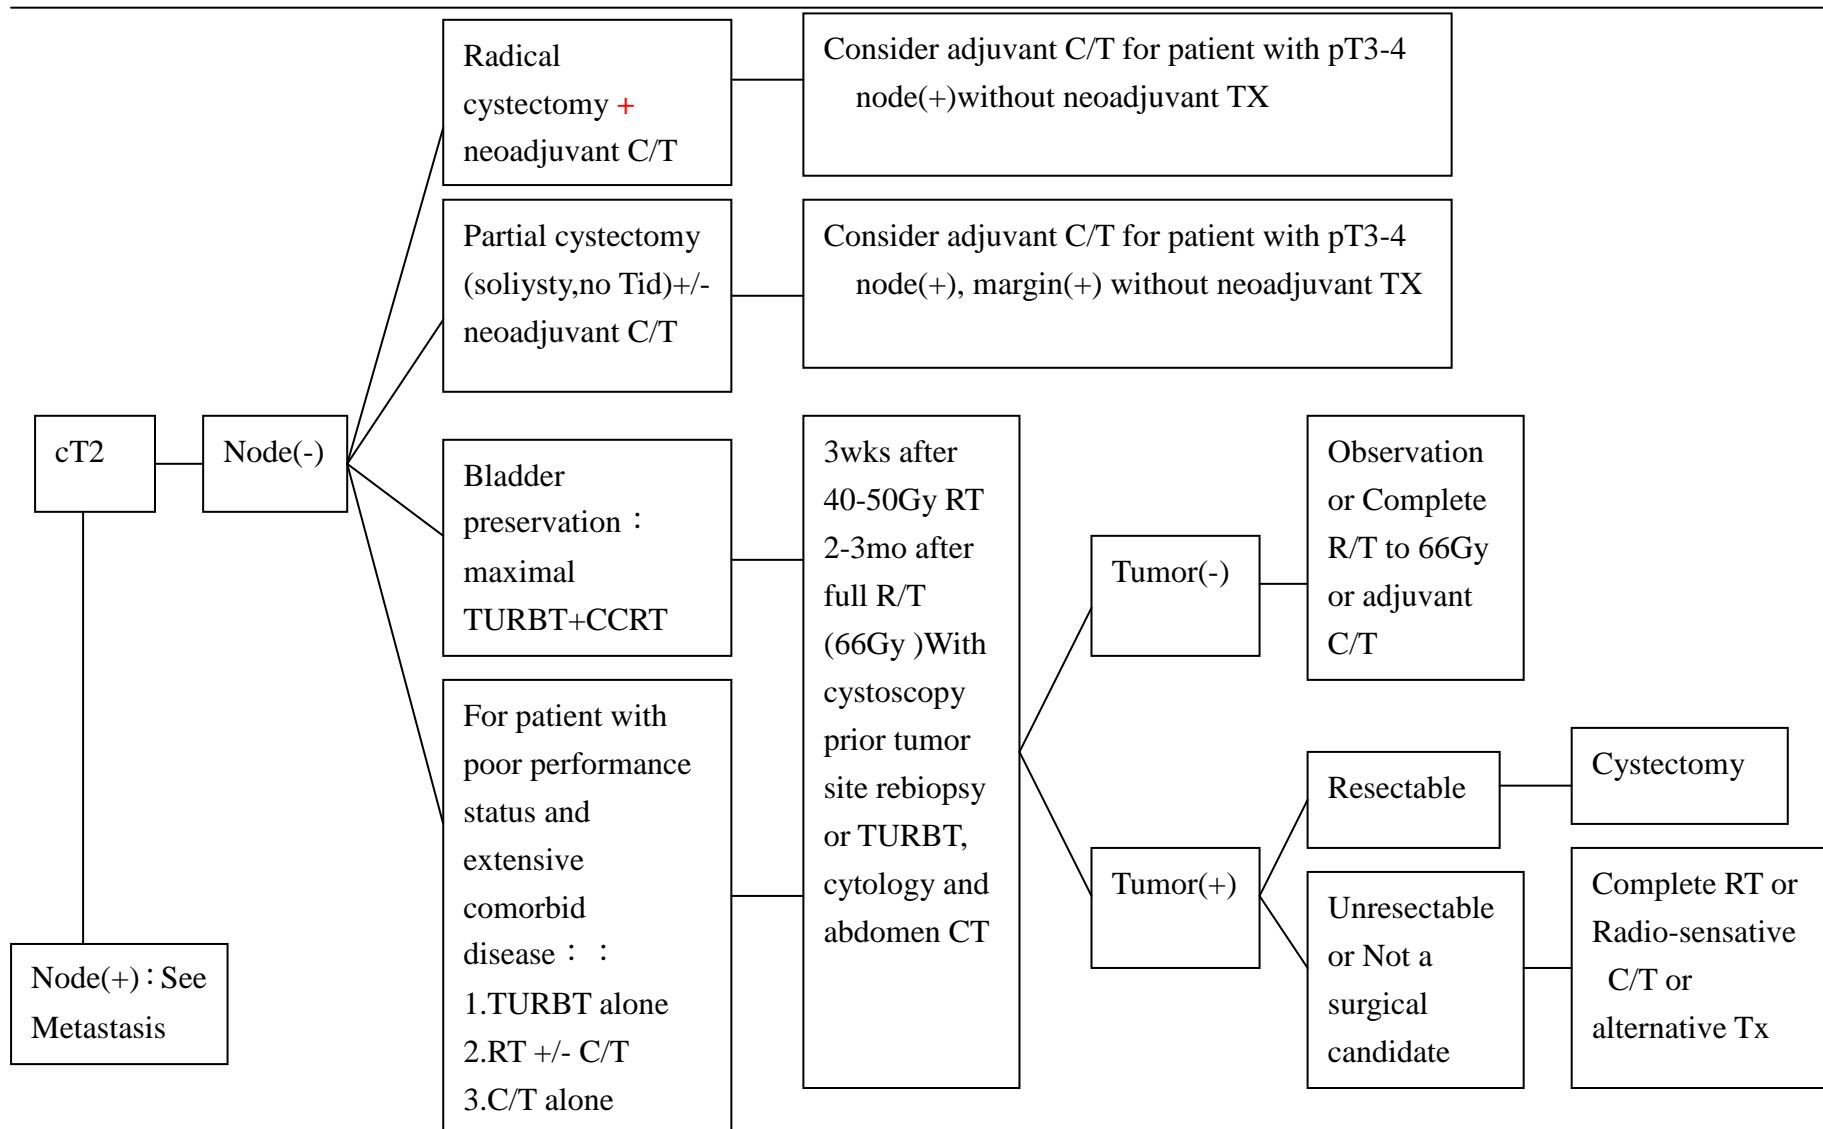 Radical
cystectomy +
neoadjuvant C/T
Consider adjuvant C/T for patient with pT3-4
node(+)without neoadjuvant TX
Partial cystectomy
(soliysty,no Tid)+/-
neoadjuvant C/T
Consider adjuvant C/T for patient with pT3-4
node(+), margin(+) without neoadjuvant TX
cT2
Node(-)
Bladder
preservation：
maximal
TURBT+CCRT
3wks after
40-50Gy RT
2-3mo after
full R/T
(66Gy )With
cystoscopy
prior tumor
site rebiopsy
or TURBT,
cytology and
abdomen CT
Tumor(-)
Observation
or Complete
R/T to 66Gy
or adjuvant
C/T
For patient with
poor performance
status and
extensive
comorbid
disease：：
1.TURBT alone
2.RT +/- C/T
3.C/T alone
Tumor(+)
Resectable
Cystectomy
Unresectable
or Not a
surgical
candidate
Complete RT or
Radio-sensative
C/T or
alternative Tx
Node(+)：See
Metastasis